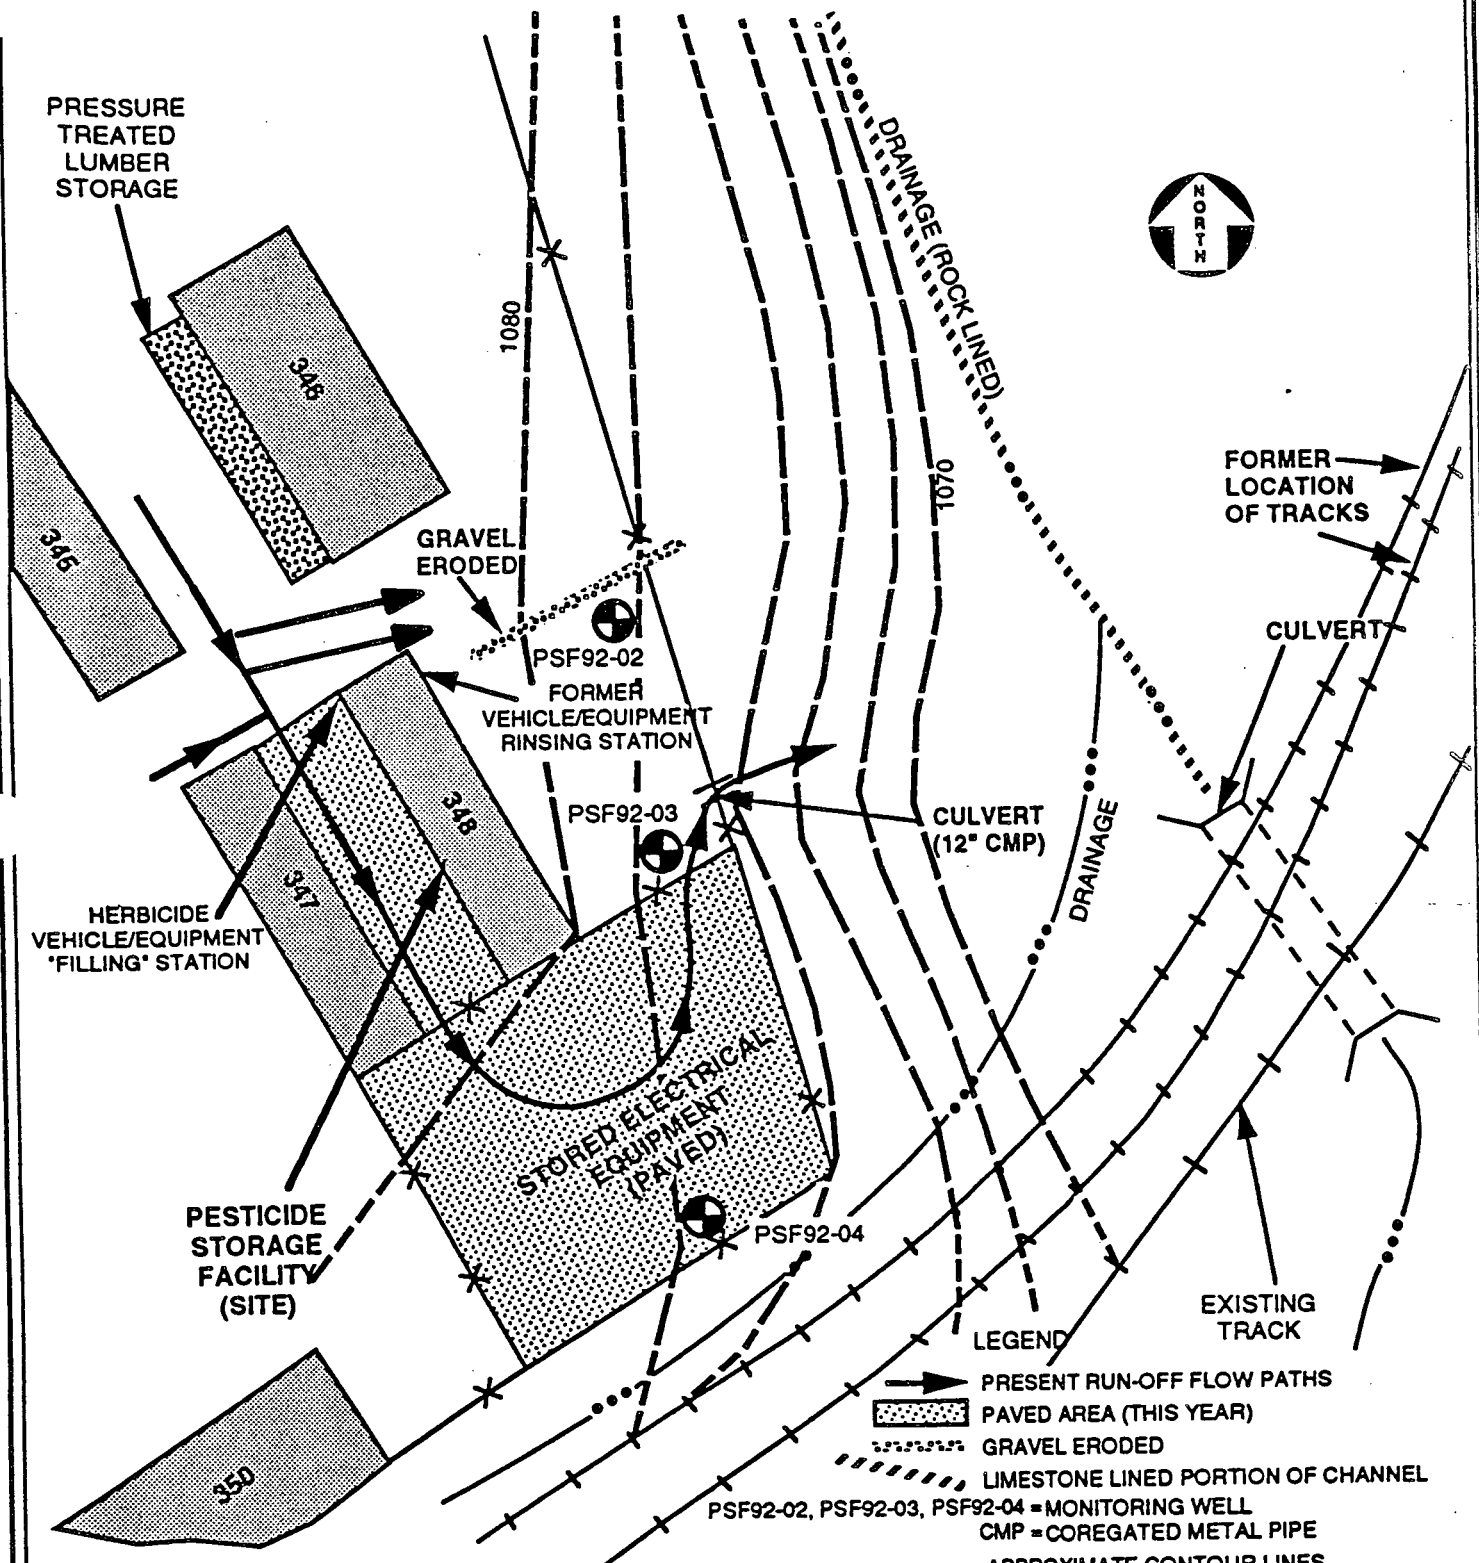 PRESSURE
TREATED
LUMBER
STORAGE
NORTH
DRAINAGE (ROCK LINED)
1080
346
1070
FORMER
LOCATION
OF TRACKS
345
GRAVEL
ERODED
CULVERT
PSF92-02
FORMER
VEHICLE/EQUIPMENT
RINSING STATION
348
PSF92-03
CULVERT
(12" CMP)
DRAINAGE
347
HERBICIDE
VEHICLE/EQUIPMENT
"FILLING" STATION
STORED ELECTRICAL
EQUIPMENT
(PAVED)
PESTICIDE
STORAGE
FACILITY
(SITE)
PSF92-04
EXISTING
TRACK
350
LEGEND
PRESENT RUN-OFF FLOW PATHS
PAVED AREA (THIS YEAR)
GRAVEL ERODED
LIMESTONE LINED PORTION OF CHANNEL
PSF92-02, PSF92-03, PSF92-04 = MONITORING WELL
CMP = COREGATED METAL PIPE
APPROXIMATE CONTOUR LINES